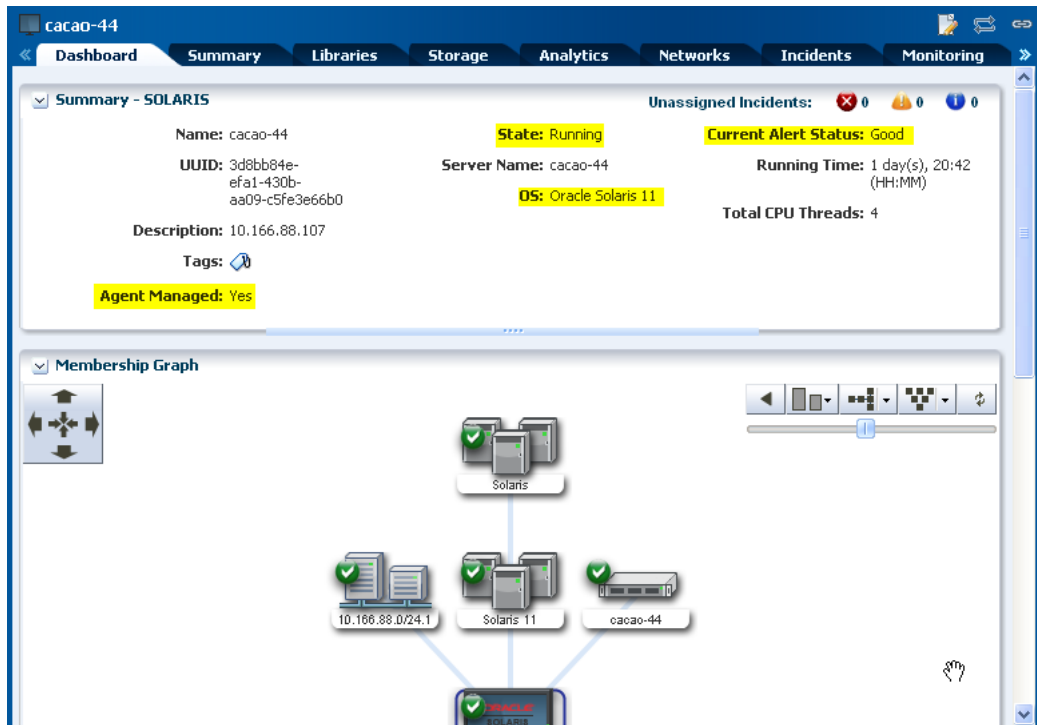 cacao-44
Dashboard Summary Libraries Storage Analytics Networks Incidents Monitoring
Summary - SOLARIS
Unassigned Incidents: 0 0 0
Name: cacao-44
State: Running
Current Alert Status: Good
UUID: 3d8bb84e-
efa1-430b-
aa09-c5fe3e66b0
Server Name: cacao-44
Running Time: 1 day(s), 20:42
(HH:MM)
OS: Oracle Solaris 11
Total CPU Threads: 4
Description: 10.166.88.107
Tags:
Agent Managed: Yes
Membership Graph
Solaris
10.166.88.0/24.1
Solaris 11
cacao-44
ORACLE
SOLARIS